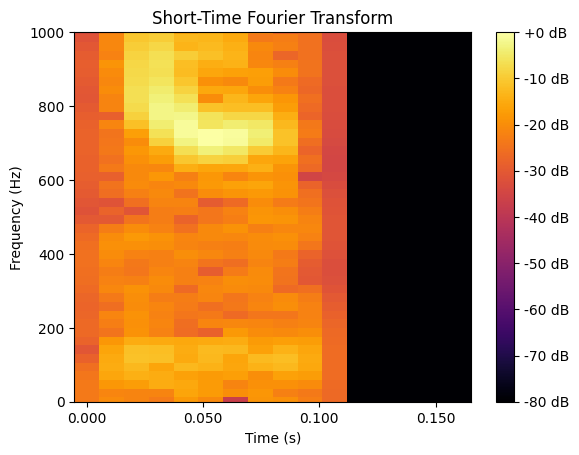 Short-Time Fourier Transform
Frequency (Hz)
1000
800
600
400
200
0
0.000
0.050
0.100
0.150
Time (s)
+0 dB
-10 dB
-20 dB
-30 dB
-40 dB
-50 dB
-60 dB
-70 dB
-80 dB